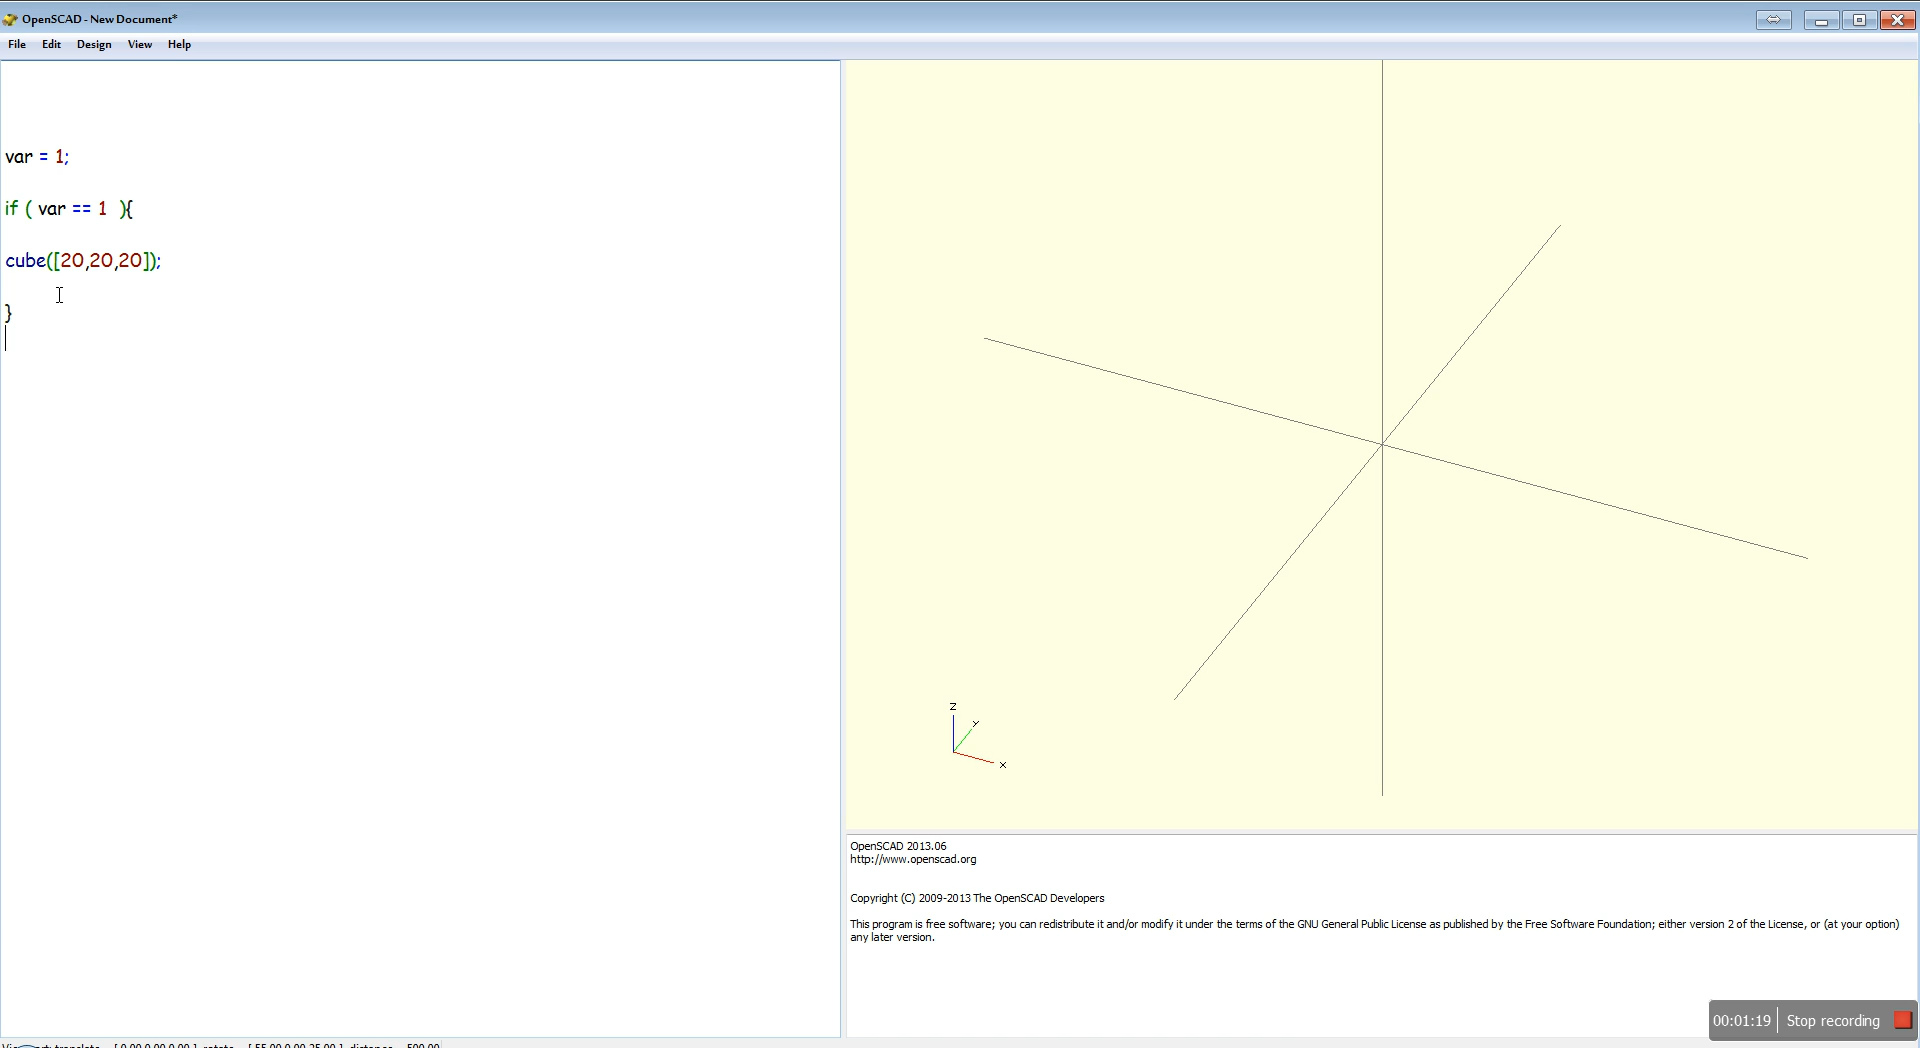 OpenSCAD - New Document*
File Edit Design View Help
var = 1;
if ( var == 1 ){
cube([20,20,20]);
}
Z
Y
X
OpenSCAD 2013.06
http://www.openscad.org
Copyright (C) 2009-2013 The OpenSCAD Developers
This program is free software; you can redistribute it and/or modify it under the terms of the GNU General Public License as published by the Free Software Foundation; either version 2 of the License, or (at your option)
any later version.
00:01:19 Stop recording